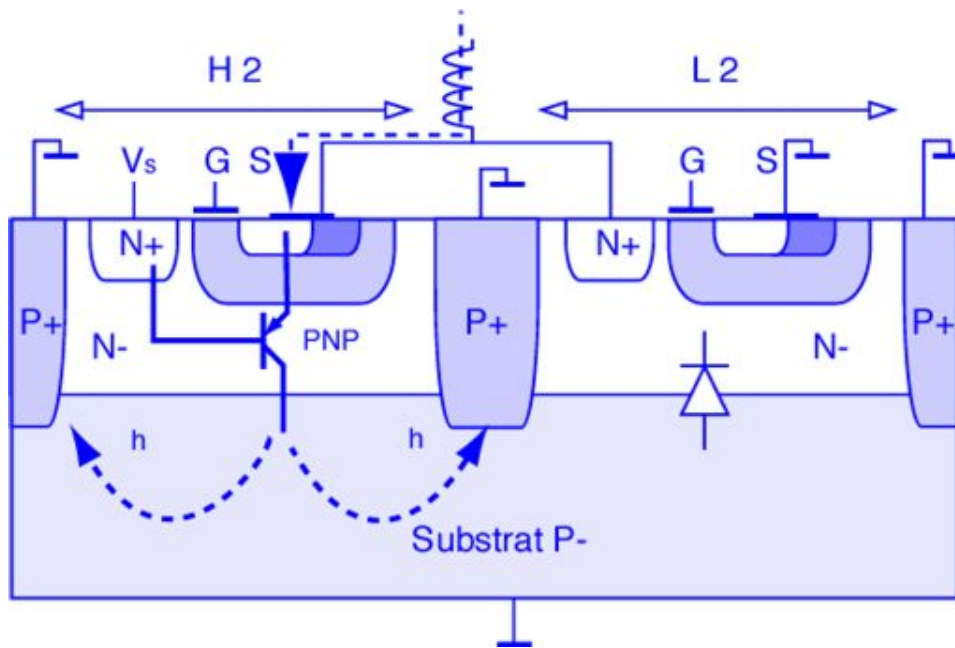 H 2
L 2
Vs
G
S
G
S
N+
N+
P+
P+
P+
N-
PNP
N-
h
h
Substrat P-